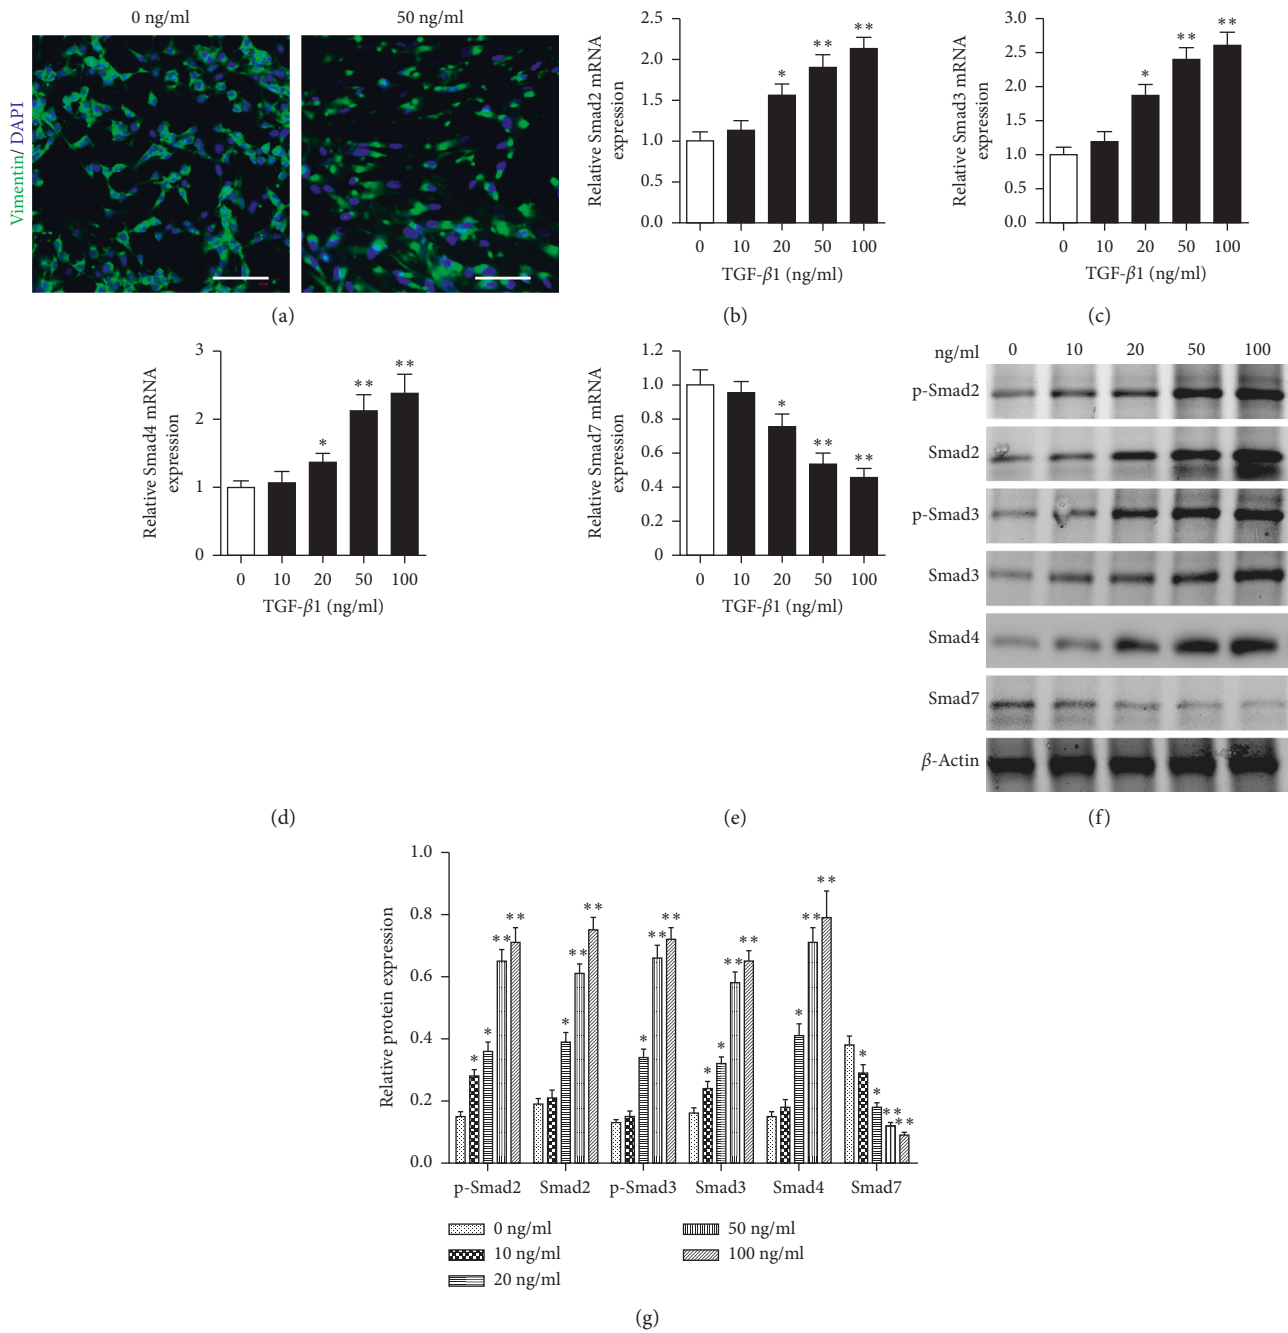 0 ng/ml
50 ng/ml
Vimentin/ DAPI
(a)
Relative Smad2 mRNA
expression
2.5
2.0
1.5
1.0
0.5
0.0
*
**
**
0 10 20 50 100
TGF-β1 (ng/ml)
(b)
Relative Smad3 mRNA
expression
3.0
2.5
2.0
1.5
1.0
0.5
0.0
*
**
**
0 10 20 50 100
TGF-β1 (ng/ml)
(c)
Relative Smad4 mRNA
expression
3
2
1
0
*
**
**
0 10 20 50 100
TGF-β1 (ng/ml)
(d)
Relative Smad7 mRNA
expression
1.2
1.0
0.8
0.6
0.4
0.2
0
*
**
**
0 10 20 50 100
TGF-β1 (ng/ml)
(e)
ng/ml 0 10 20 50 100
p-Smad2
Smad2
p-Smad3
Smad3
Smad4
Smad7
β-Actin
(f)
Relative protein expression
1.0
0.8
0.6
0.4
0.2
0.0
* * ** **
* ** **
* ** **
* * ** **
* ** **
* * ** **
p-Smad2 Smad2 p-Smad3 Smad3 Smad4 Smad7
0 ng/ml
10 ng/ml
20 ng/ml
50 ng/ml
100 ng/ml
(g)